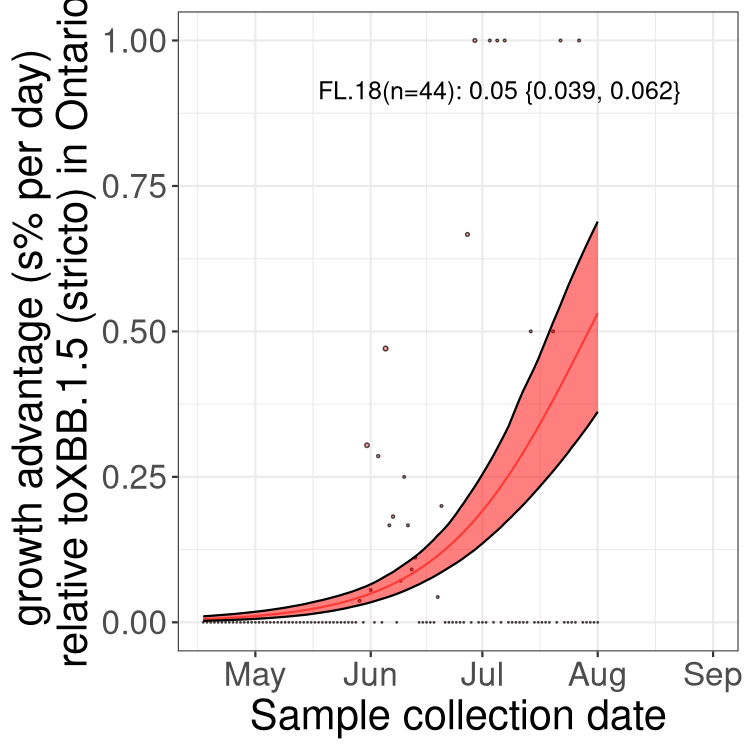 growth advantage (s% per day)
relative toXBB.1.5 (stricto) in Ontario
1.00
0.75
0.50
0.25
0.00
FL.18(n=44): 0.05 {0.039, 0.062}
May
Jun
Jul
Aug
Sep
Sample collection date